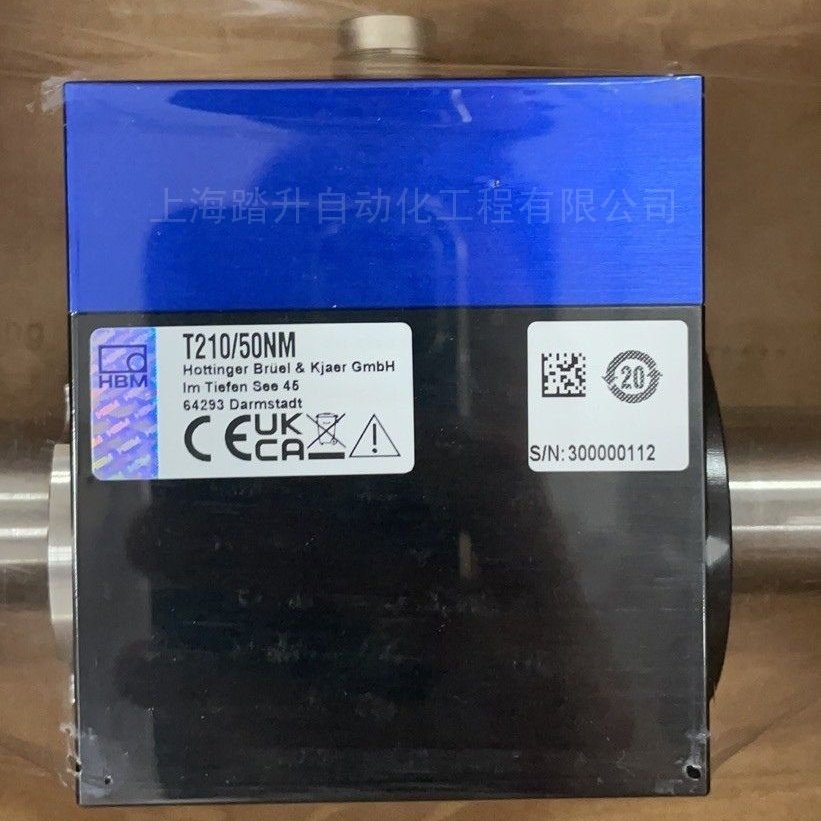 上海踏升自动化工程有限公司
HBM
T210/50NM
Hottinger Brüel & Kjaer GmbH
Im Tiefen See 45
64293 Darmstadt
CE UK
CA
20
S/N: 300000112